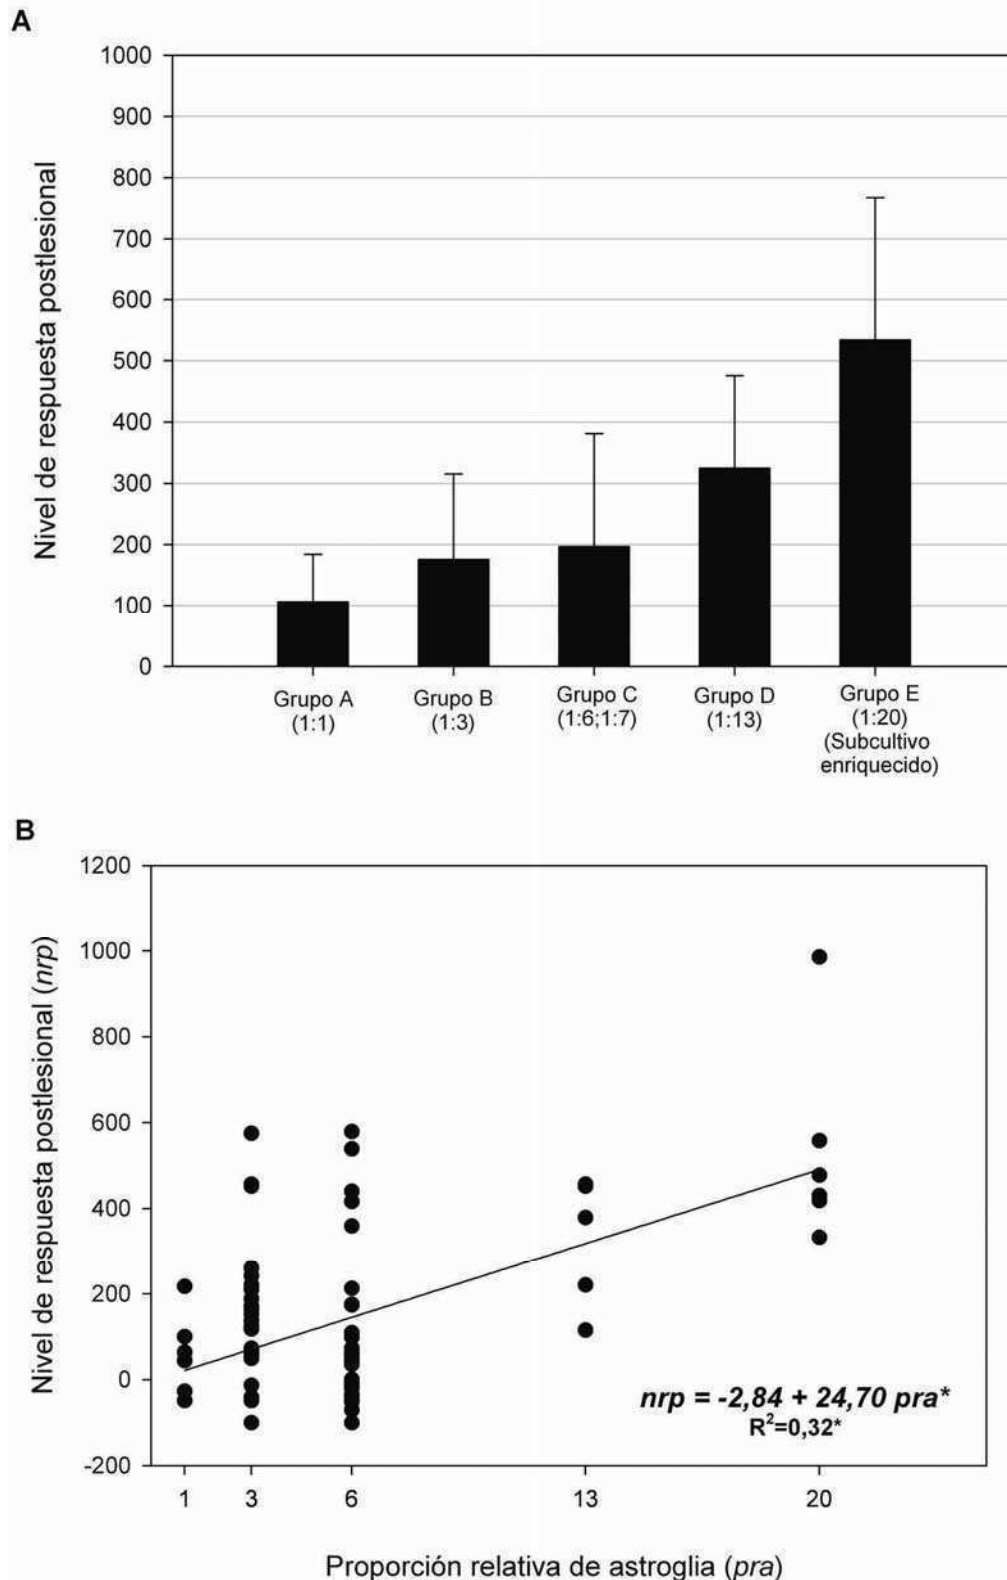 A
1000
900
800
700
600
500
400
300
200
100
0
Nivel de respuesta postlesional
Grupo A
(1:1)
Grupo B
(1:3)
Grupo C
(1:6;1:7)
Grupo D
(1:13)
Grupo E
(1:20)
(Subcultivo
enriquecido)
B
1200
1000
800
600
400
200
0
-200
Nivel de respuesta postlesional (nrp)
nrp = -2,84 + 24,70 pra*
R²=0,32*
1 3 6 13 20
Proporción relativa de astroglia (pra)